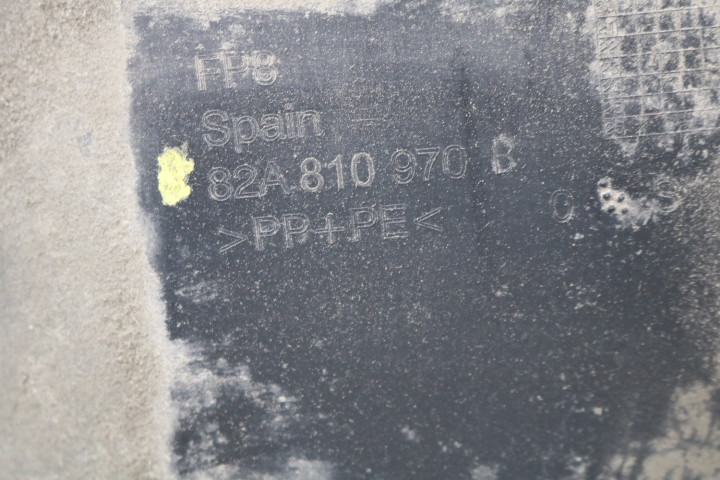 FP8
Spain
82A.810 970 B
>PP+PE<